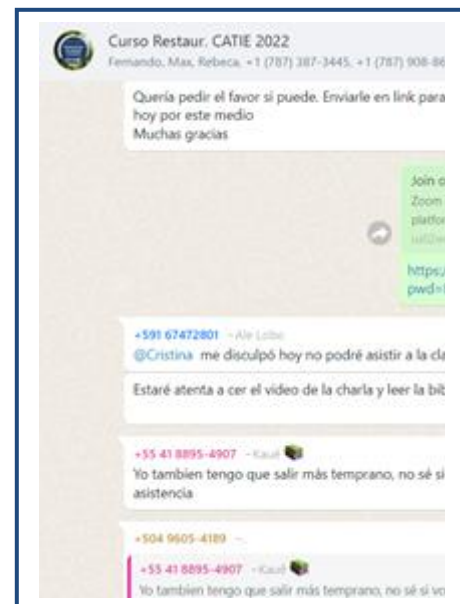 Curso Restaur. CATIE 2022
Fernando, Max, Rebeca, +1 (787) 387-3445, +1 (787) 908-86
Quería pedir el favor si puede. Enviarle en link para
hoy por este medio
Muchas gracias
Join o
Zoom
platfor
https:/
pwd=
+591 67472801 ~Ale Lobo
@Cristina me disculpó hoy no podré asistir a la cla
Estaré atenta a cer el video de la charla y leer la bib
+55 41 8895-4907 ~Kauê
Yo tambien tengo que salir más temprano, no sé si
asistencia
+504 9605-4189 ~.
+55 41 8895-4907 ~Kauê
Yo tambien tengo que salir más temprano, no sé si vo